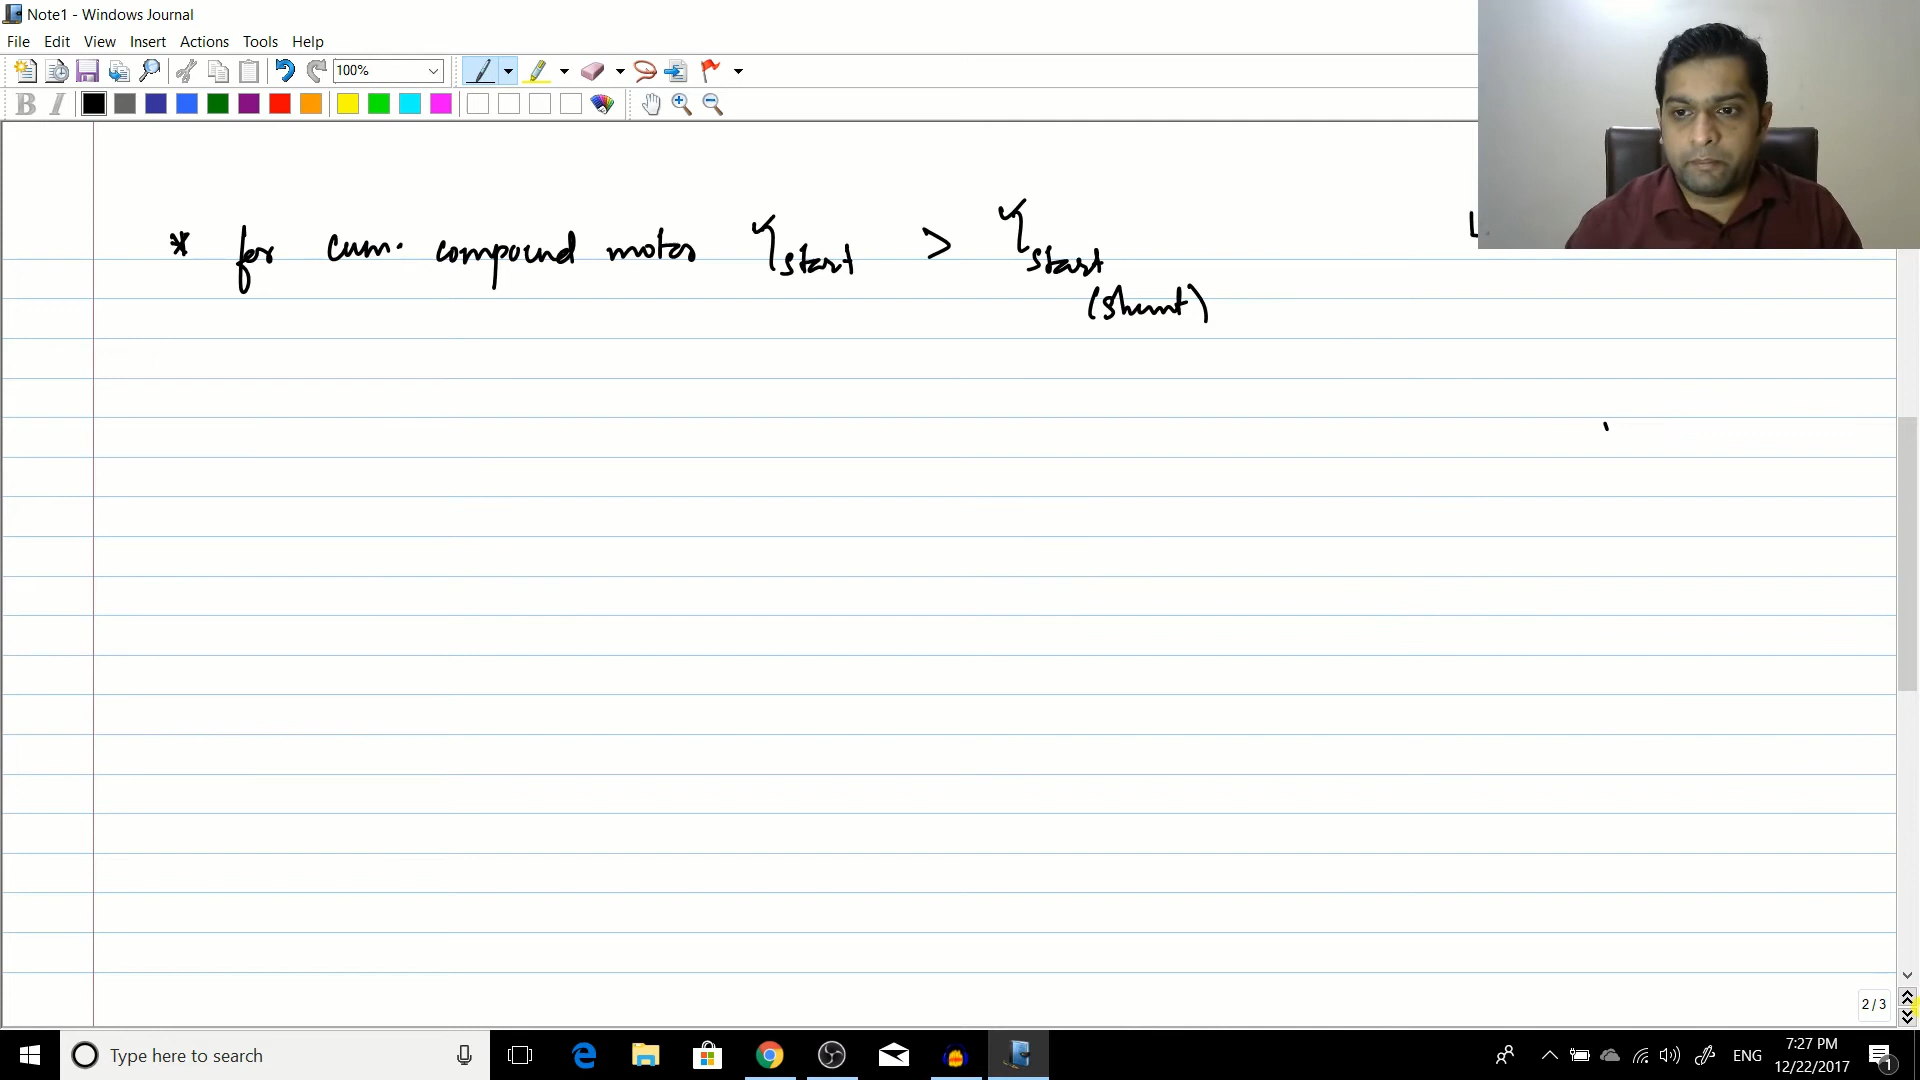 Note1 - Windows Journal
File Edit View Insert Actions Tools Help
100%
B I
* for cum. compound motor τstart > τstart
(shunt)
2 / 3
Type here to search
ENG
7:27 PM
12/22/2017
1